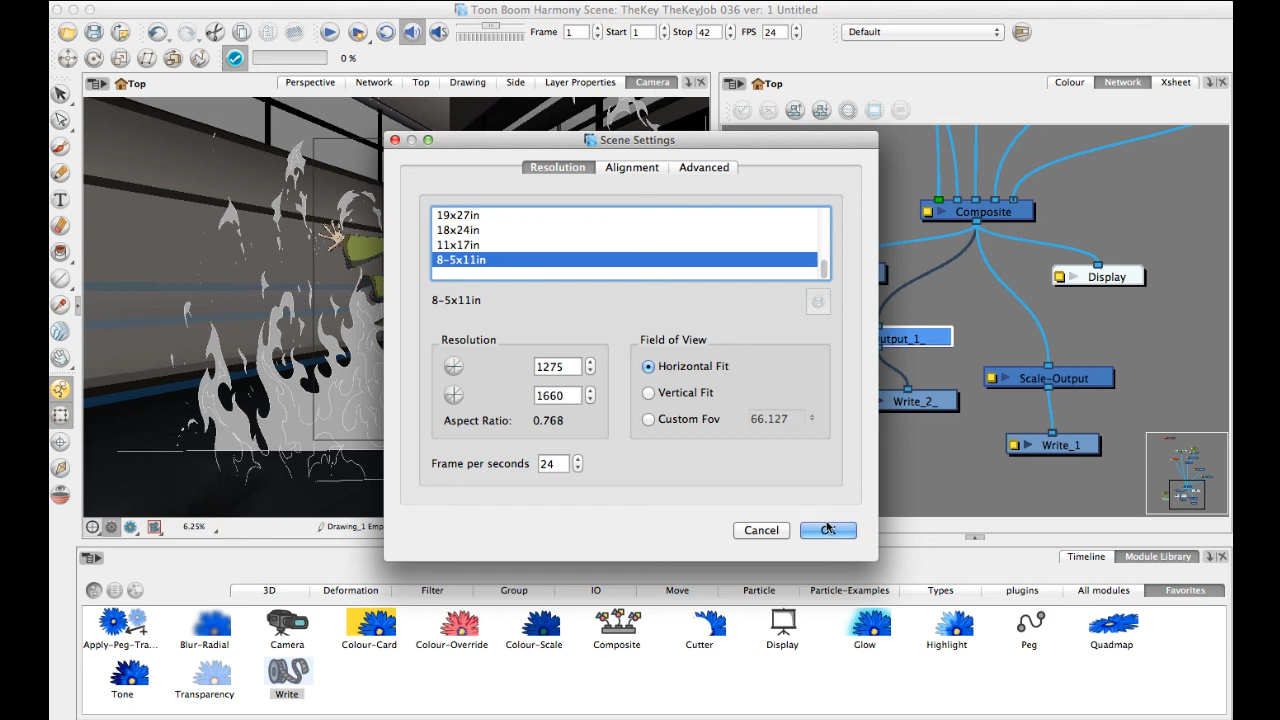 Toon Boom Harmony Scene: TheKey TheKeyJob 036 ver: 1 Untitled
Frame 1 Start 1 Stop 42 FPS 24 Default
0 %
Top Perspective Network Top Drawing Side Layer Properties Camera
Top Colour Network Xsheet
Scene Settings
Resolution Alignment Advanced
19x27in
18x24in
11x17in
8-5x11in
8-5x11in
Resolution
1275
1660
Aspect Ratio: 0.768
Field of View
Horizontal Fit
Vertical Fit
Custom Fov 66.127
Frame per seconds 24
Cancel
Composite
Display
utput_1_
Scale-Output
Write_2_
Write_1
6.25% Drawing_1 Emp
Timeline Module Library
3D Deformation Filter Group IO Move Particle Particle-Examples Types plugins All modules Favorites
Apply-Peg-Tra... Blur-Radial Camera Colour-Card Colour-Override Colour-Scale Composite Cutter Display Glow Highlight Peg Quadmap
Tone Transparency Write